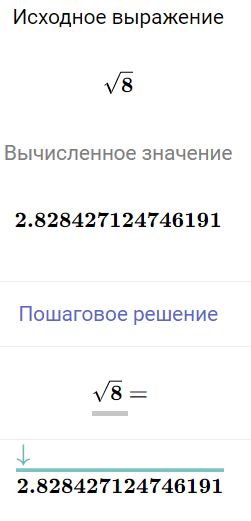 Исходное выражение
√8
Вычисленное значение
2.828427124746191
Пошаговое решение
√8 =
↓
2.828427124746191